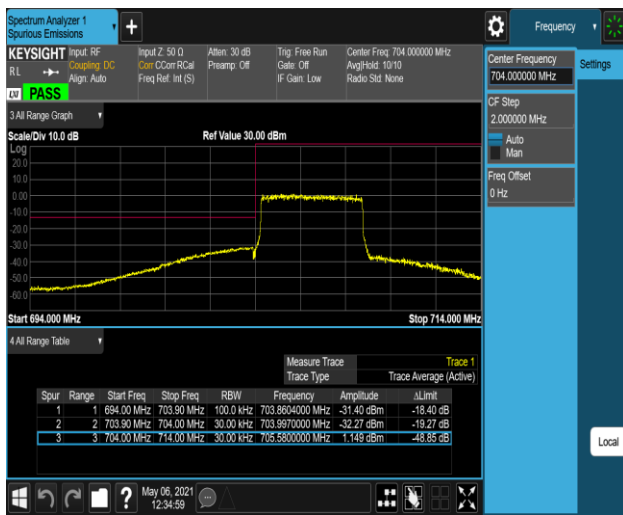 Spectrum Analyzer 1
Spurious Emissions
+
Frequency
KEYSIGHT
Input: RF
Coupling: DC
Align: Auto
Input Z: 50 Ω
Corr CCorr RCal
Freq Ref: Int (S)
Atten: 30 dB
Preamp: Off
Trig: Free Run
Gate: Off
IF Gain: Low
Center Freq: 704.000000 MHz
Avg|Hold: 10/10
Radio Std: None
R L
LXI
PASS
Center Frequency
704.000000 MHz
Settings
CF Step
2.000000 MHz
Auto
Man
Freq Offset
0 Hz
3 All Range Graph
Scale/Div 10.0 dB
Ref Value 30.00 dBm
Log
20.0
10.0
0.00
-10.0
-20.0
-30.0
-40.0
-50.0
-60.0
Start 694.000 MHz
Stop 714.000 MHz
4 All Range Table
Measure Trace Trace 1
Trace Type Trace Average (Active)
Spur Range Start Freq Stop Freq RBW Frequency Amplitude ΔLimit
1 1 694.00 MHz 703.90 MHz 100.0 kHz 703.8604000 MHz -31.40 dBm -18.40 dB
2 2 703.90 MHz 704.00 MHz 30.00 kHz 703.9970000 MHz -32.27 dBm -19.27 dB
3 3 704.00 MHz 714.00 MHz 30.00 kHz 705.5800000 MHz 1.149 dBm -48.85 dB
Local
?
May 06, 2021
12:34:59